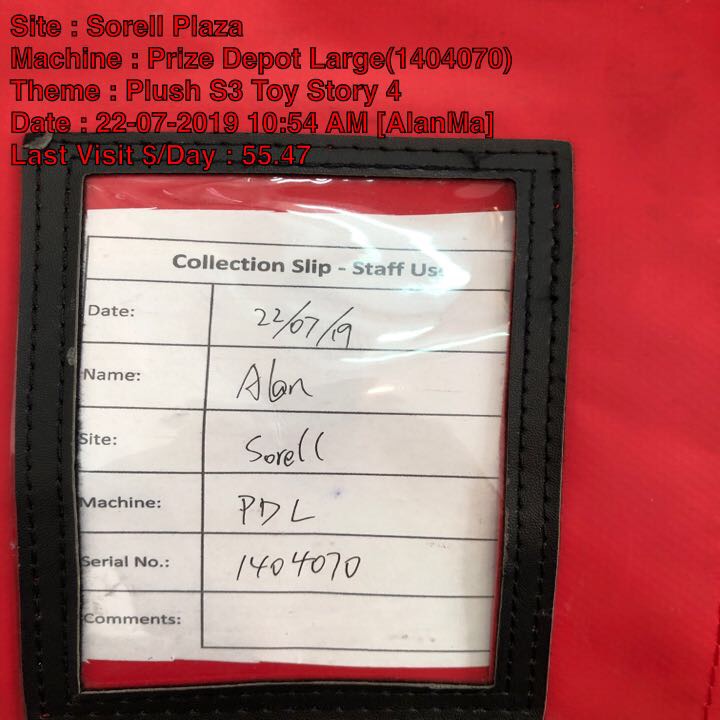 Site : Sorell Plaza
Machine : Prize Depot Large(1404070)
Theme : Plush S3 Toy Story 4
Date : 22-07-2019 10:54 AM [AlanMa]
Last Visit $/Day : 55.47
Collection Slip - Staff Us
Date: 22/07/19
Name: Alan
Site: Sorell
Machine: PDL
Serial No.: 1404070
Comments: